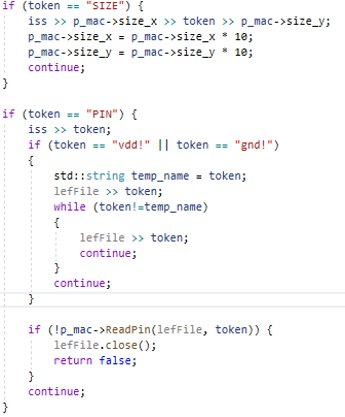 if (token == "SIZE") {
iss >> p_mac->size_x >> token >> p_mac->size_y;
p_mac->size_x = p_mac->size_x * 10;
p_mac->size_y = p_mac->size_y * 10;
continue;
}
if (token == "PIN") {
iss >> token;
if (token == "vdd!" || token == "gnd!")
{
std::string temp_name = token;
lefFile >> token;
while (token!=temp_name)
{
lefFile >> token;
continue;
}
continue;
}
if (!p_mac->ReadPin(lefFile, token)) {
lefFile.close();
return false;
}
continue;
}